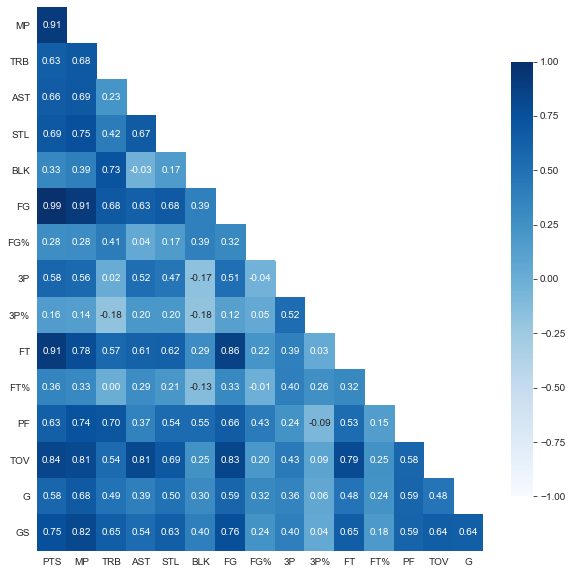 MP 0.91
TRB 0.63 0.68
AST 0.66 0.69 0.23
STL 0.69 0.75 0.42 0.67
BLK 0.33 0.39 0.73 -0.03 0.17
FG 0.99 0.91 0.68 0.63 0.68 0.39
FG% 0.28 0.28 0.41 0.04 0.17 0.39 0.32
3P 0.58 0.56 0.02 0.52 0.47 -0.17 0.51 -0.04
3P% 0.16 0.14 -0.18 0.20 0.20 -0.18 0.12 0.05 0.52
FT 0.91 0.78 0.57 0.61 0.62 0.29 0.86 0.22 0.39 0.03
FT% 0.36 0.33 0.00 0.29 0.21 -0.13 0.33 -0.01 0.40 0.26 0.32
PF 0.63 0.74 0.70 0.37 0.54 0.55 0.66 0.43 0.24 -0.09 0.53 0.15
TOV 0.84 0.81 0.54 0.81 0.69 0.25 0.83 0.20 0.43 0.09 0.79 0.25 0.58
G 0.58 0.68 0.49 0.39 0.50 0.30 0.59 0.32 0.36 0.06 0.48 0.24 0.59 0.48
GS 0.75 0.82 0.65 0.54 0.63 0.40 0.76 0.24 0.40 0.04 0.65 0.18 0.59 0.64 0.64
PTS MP TRB AST STL BLK FG FG% 3P 3P% FT FT% PF TOV G
1.00
0.75
0.50
0.25
0.00
−0.25
−0.50
−0.75
−1.00